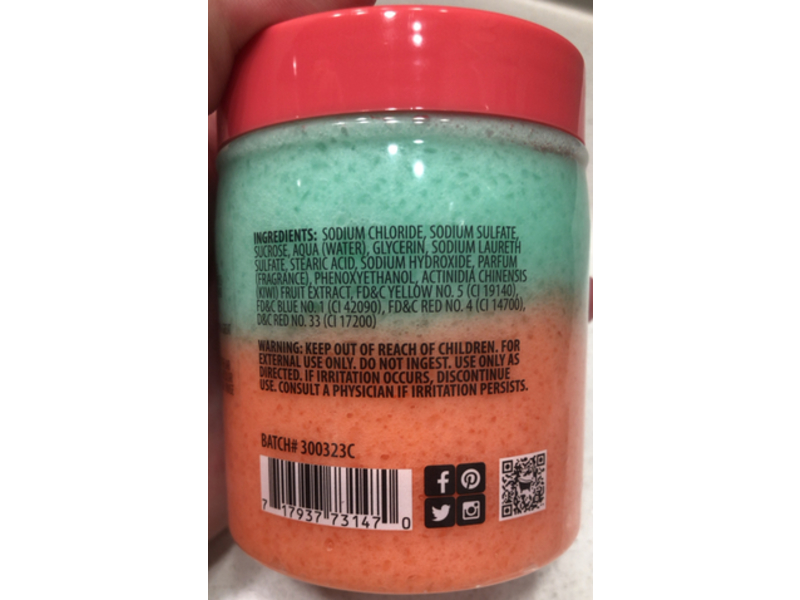 INGREDIENTS: SODIUM CHLORIDE, SODIUM SULFATE,
SUCROSE, AQUA (WATER), GLYCERIN, SODIUM LAURETH
SULFATE, STEARIC ACID, SODIUM HYDROXIDE, PARFUM
(FRAGRANCE), PHENOXYETHANOL, ACTINIDIA CHINENSIS
(KIWI) FRUIT EXTRACT, FD&C YELLOW NO. 5 (CI 19140),
FD&C BLUE NO. 1 (CI 42090), FD&C RED NO. 4 (CI 14700),
D&C RED NO. 33 (CI 17200)
WARNING: KEEP OUT OF REACH OF CHILDREN. FOR
EXTERNAL USE ONLY. DO NOT INGEST. USE ONLY AS
DIRECTED. IF IRRITATION OCCURS, DISCONTINUE
USE. CONSULT A PHYSICIAN IF IRRITATION PERSISTS.
BATCH# 300323C
7 17937 73147 0